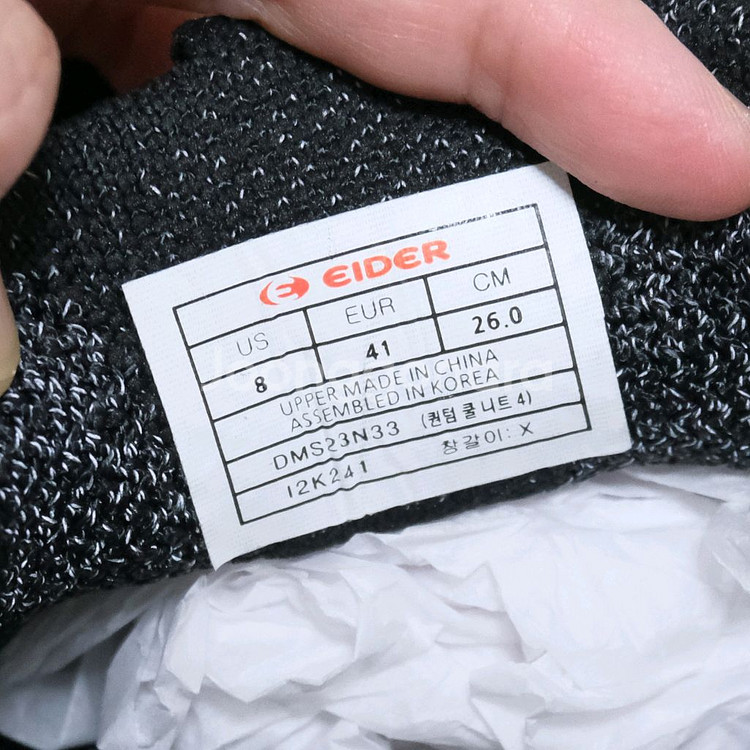 EIDER
US EUR CM
8 41 26.0
UPPER MADE IN CHINA
ASSEMBLED IN KOREA
DMS23N33 (퀀텀 쿨 니트 4)
I2K241 창갈이: X